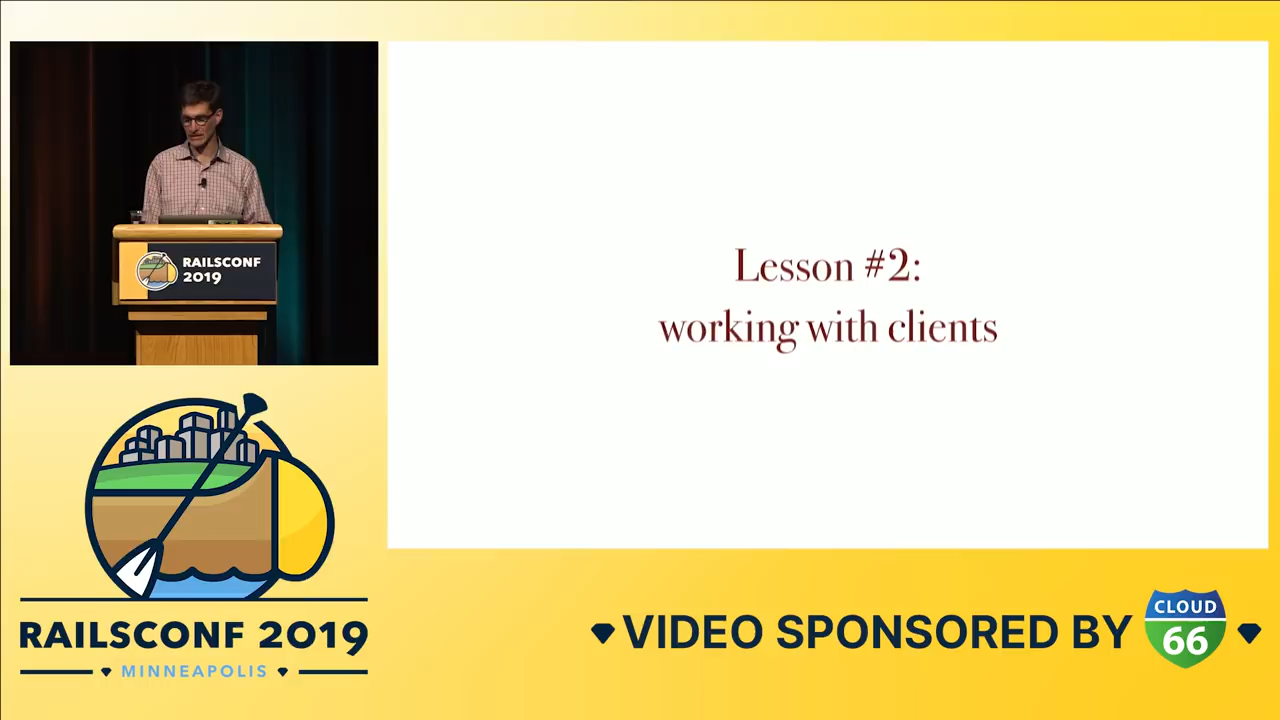 RAILSCONF
2019
Lesson #2:
working with clients
RAILSCONF 2019
MINNEAPOLIS
VIDEO SPONSORED BY
CLOUD
66